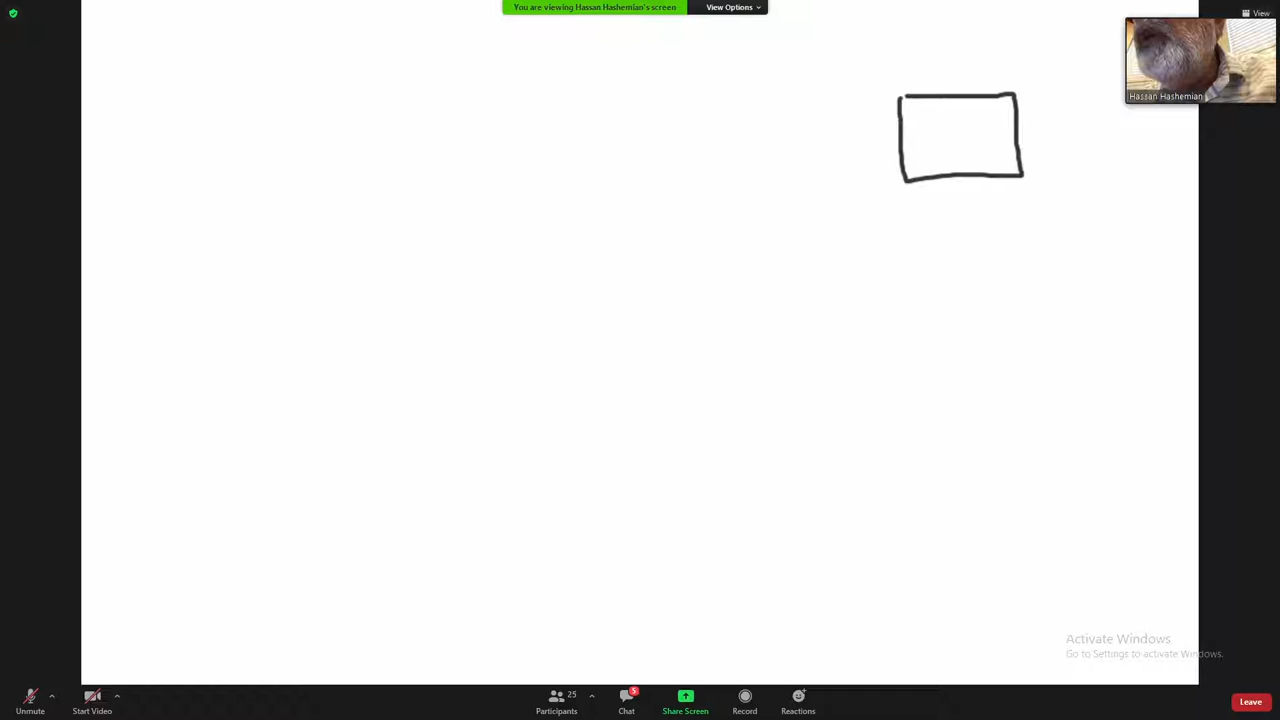 You are viewing Hassan Hashemian's screen
View Options
View
Hassan Hashemian
Activate Windows
Go to Settings to activate Windows.
Unmute
Start Video
Participants
25
Chat
5
Share Screen
Record
Reactions
Leave